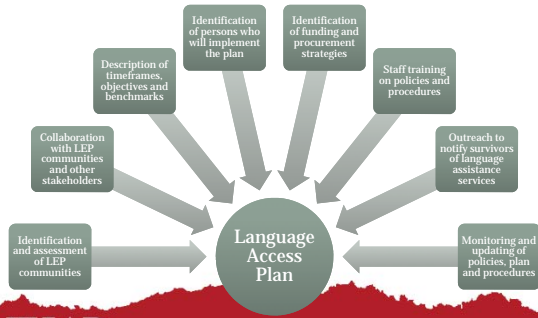 Identification
and assessment
of LEP
communities
Collaboration
with LEP
communities
and other
stakeholders
Description of
timeframes,
objectives and
benchmarks
Identification
of persons who
will implement
the plan
Identification
of funding and
procurement
strategies
Staff training
on policies and
procedures
Outreach to
notify survivors
of language
assistance
services
Monitoring and
updating of
policies, plan
and procedures
Language
Access
Plan